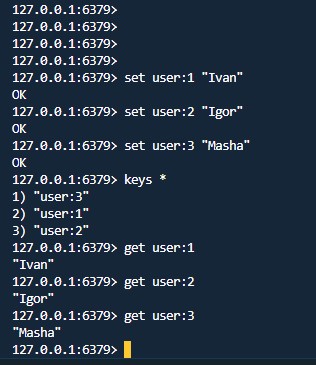 127.0.0.1:6379>
127.0.0.1:6379>
127.0.0.1:6379>
127.0.0.1:6379>
127.0.0.1:6379> set user:1 "Ivan"
OK
127.0.0.1:6379> set user:2 "Igor"
OK
127.0.0.1:6379> set user:3 "Masha"
OK
127.0.0.1:6379> keys *
1) "user:3"
2) "user:1"
3) "user:2"
127.0.0.1:6379> get user:1
"Ivan"
127.0.0.1:6379> get user:2
"Igor"
127.0.0.1:6379> get user:3
"Masha"
127.0.0.1:6379>